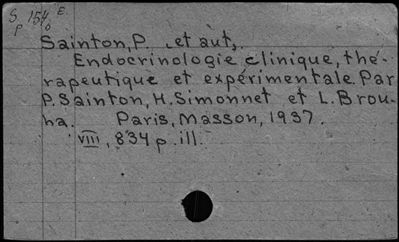 S 154 E.
p b
Sainton, P. et aut,.
Endocrinologie clinique, thé-
rapeutique et expérimentale. Par
P. Sainton, H. Simonnet et L. Brou-
ha. Paris, Masson, 1937.
VIII, 834 p. ill.